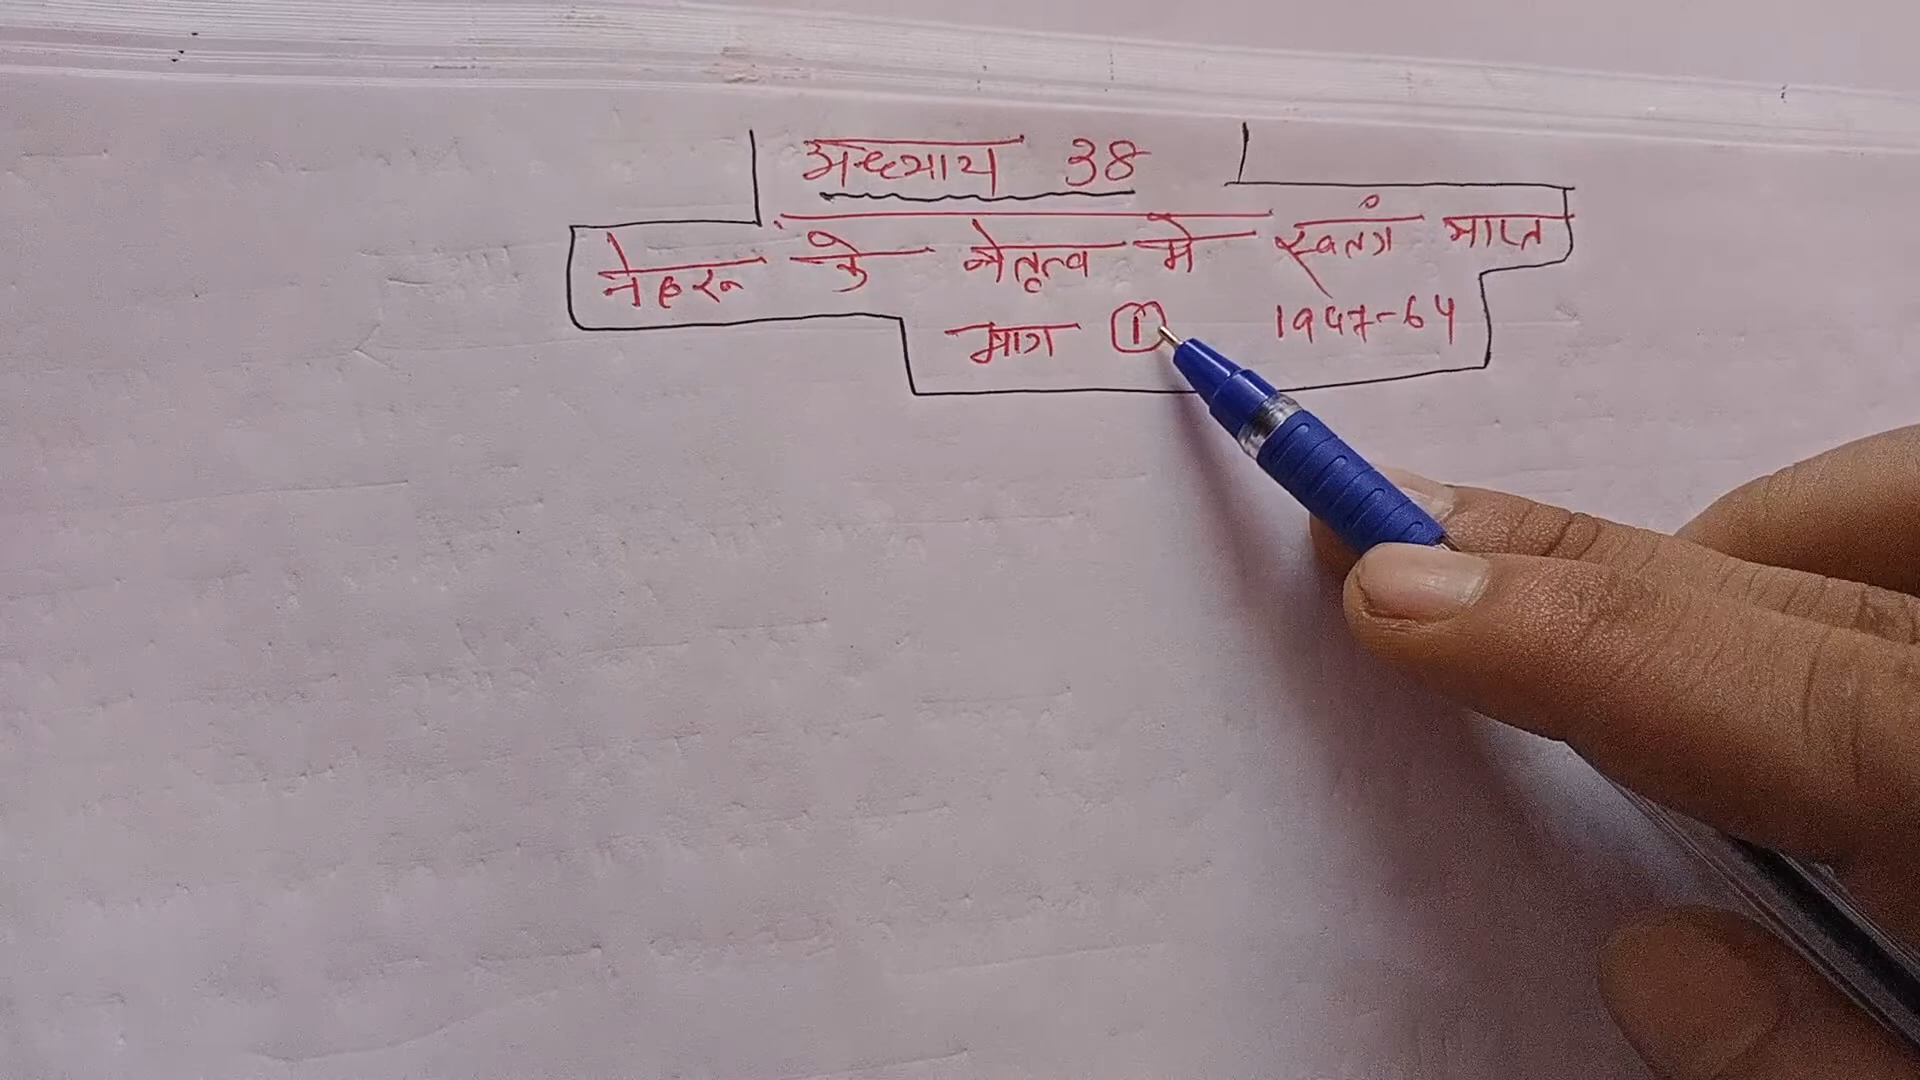 अध्याय 38
नेहरू के नेतृत्व में स्वतंत्र भारत
भाग 1 1947-64